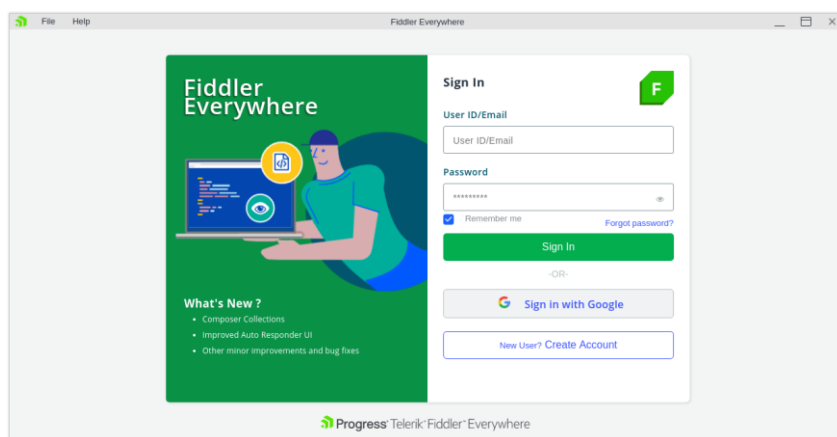 File Help Fiddler Everywhere
Fiddler
Everywhere
What's New ?
Composer Collections
Improved Auto Responder UI
Other minor improvements and bug fixes
Sign In
F
User ID/Email
User ID/Email
Password
*********
Remember me
Forgot password?
Sign In
-OR-
Sign in with Google
New User? Create Account
Progress® Telerik® Fiddler™ Everywhere